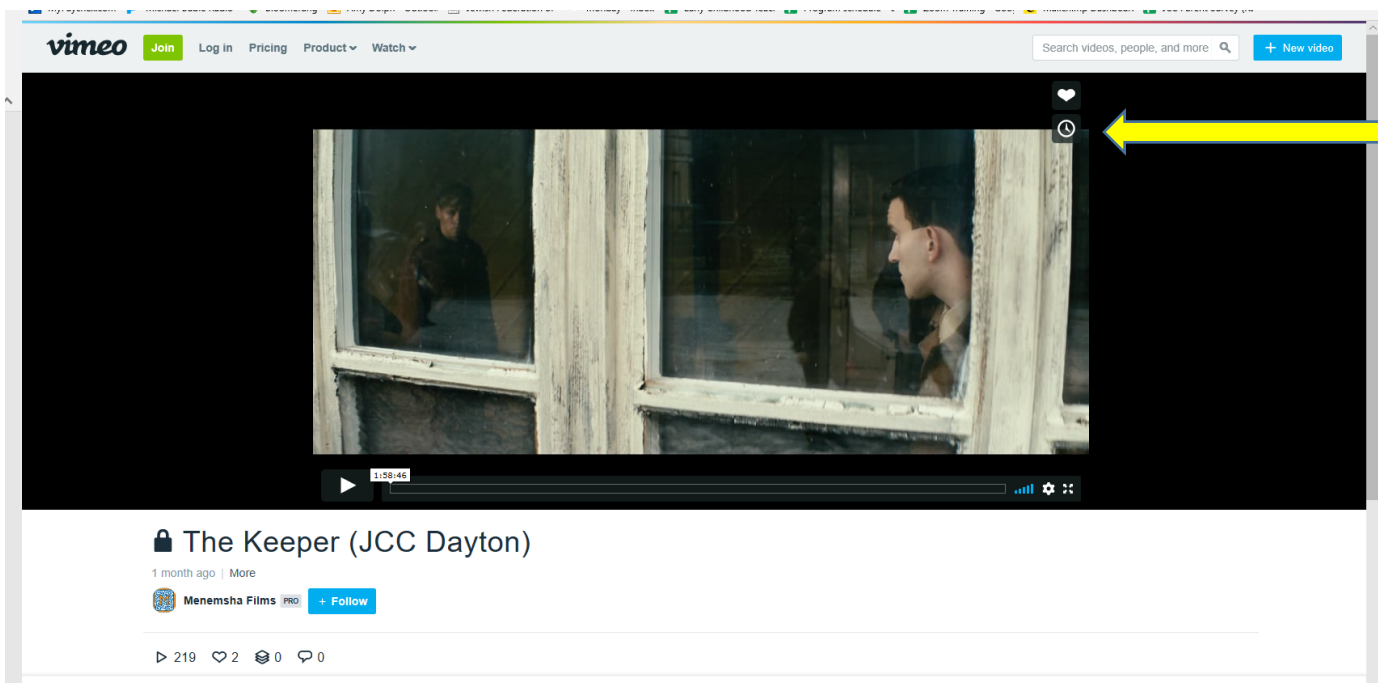 vimeo Join Log in Pricing Product Watch Search videos, people, and more + New video
1:58:46
The Keeper (JCC Dayton)
1 month ago | More
Menemsha Films PRO + Follow
219 2 0 0